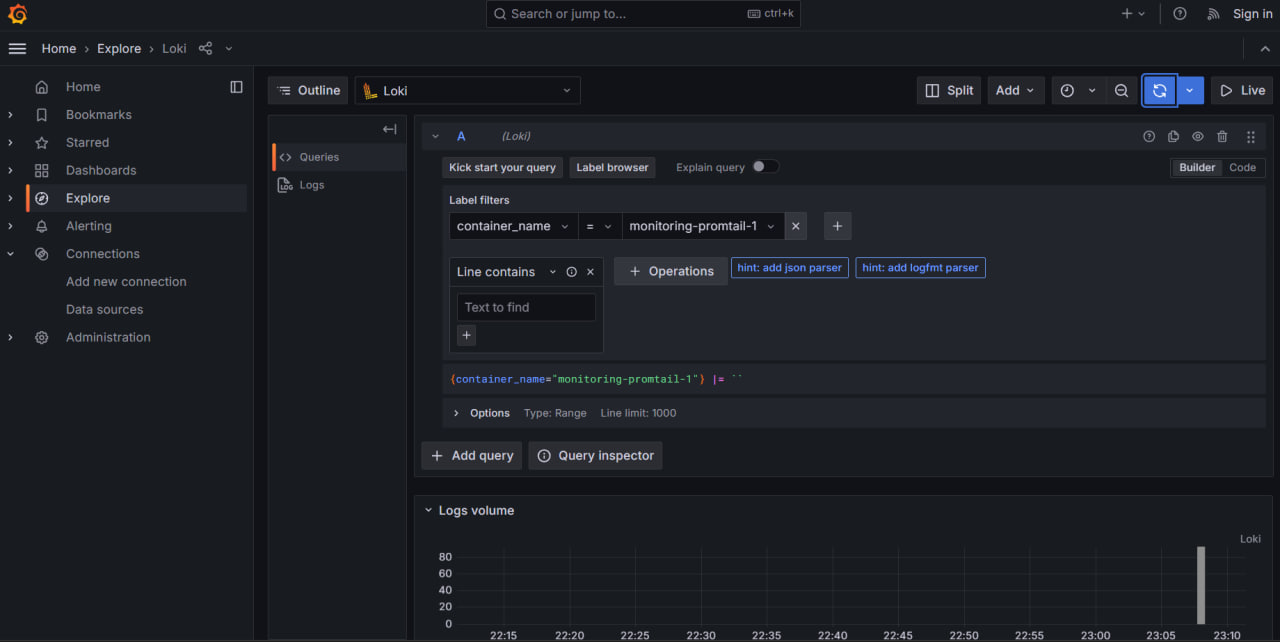 Search or jump to... ctrl+k Sign in
Home › Explore › Loki
Home
Bookmarks
Starred
Dashboards
Explore
Alerting
Connections
Add new connection
Data sources
Administration
Outline Loki Split Add Live
Queries
LOG Logs
A (Loki)
Kick start your query Label browser Explain query Builder Code
Label filters
container_name = monitoring-promtail-1
Line contains Operations hint: add json parser hint: add logfmt parser
Text to find
{container_name="monitoring-promtail-1"} |= ``
Options Type: Range Line limit: 1000
Add query Query inspector
Logs volume
Loki
80
60
40
20
0
22:15 22:20 22:25 22:30 22:35 22:40 22:45 22:50 22:55 23:00 23:05 23:10